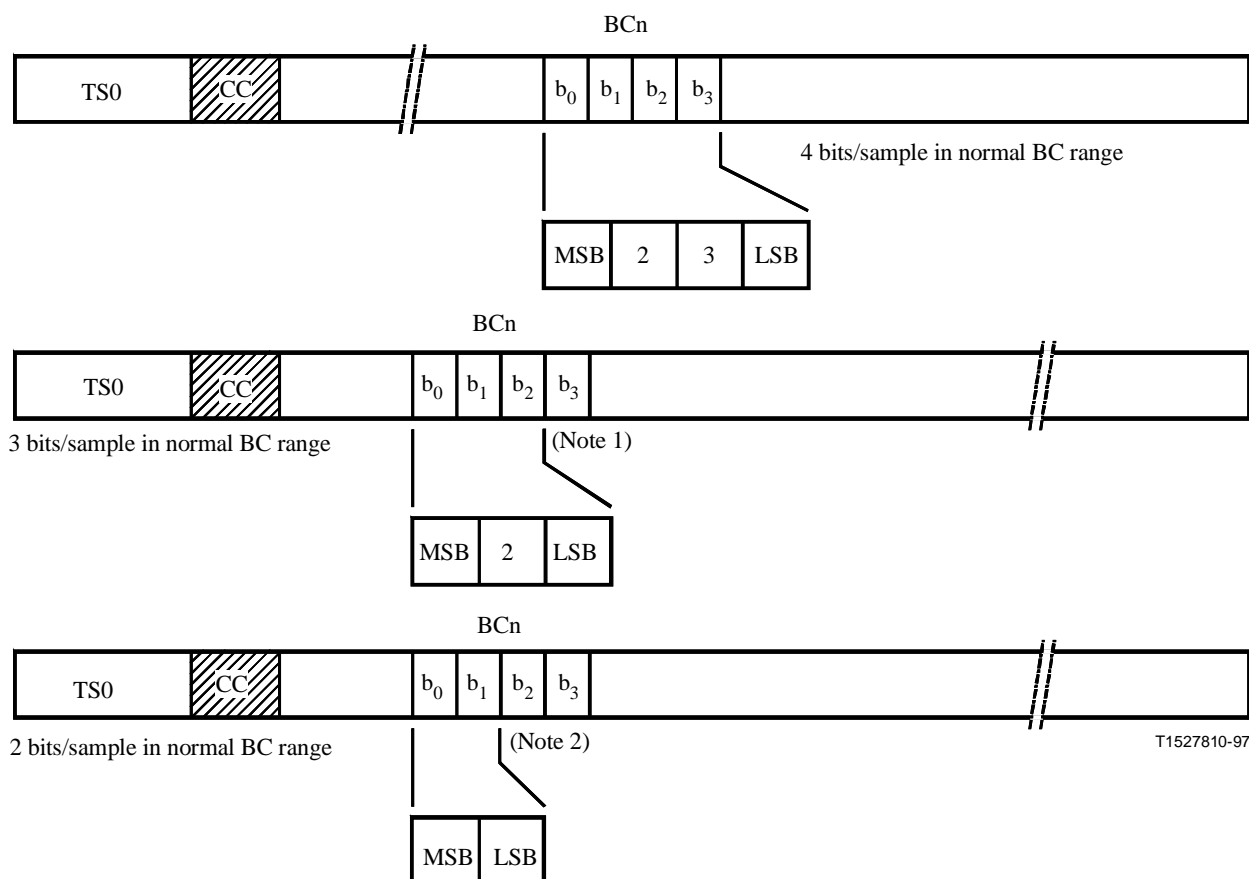 BCn
TS0 CC b0 b1 b2 b3
4 bits/sample in normal BC range
MSB 2 3 LSB
BCn
TS0 CC b0 b1 b2 b3
3 bits/sample in normal BC range (Note 1)
MSB 2 LSB
BCn
TS0 CC b0 b1 b2 b3
2 bits/sample in normal BC range (Note 2)
T1527810-97
MSB LSB